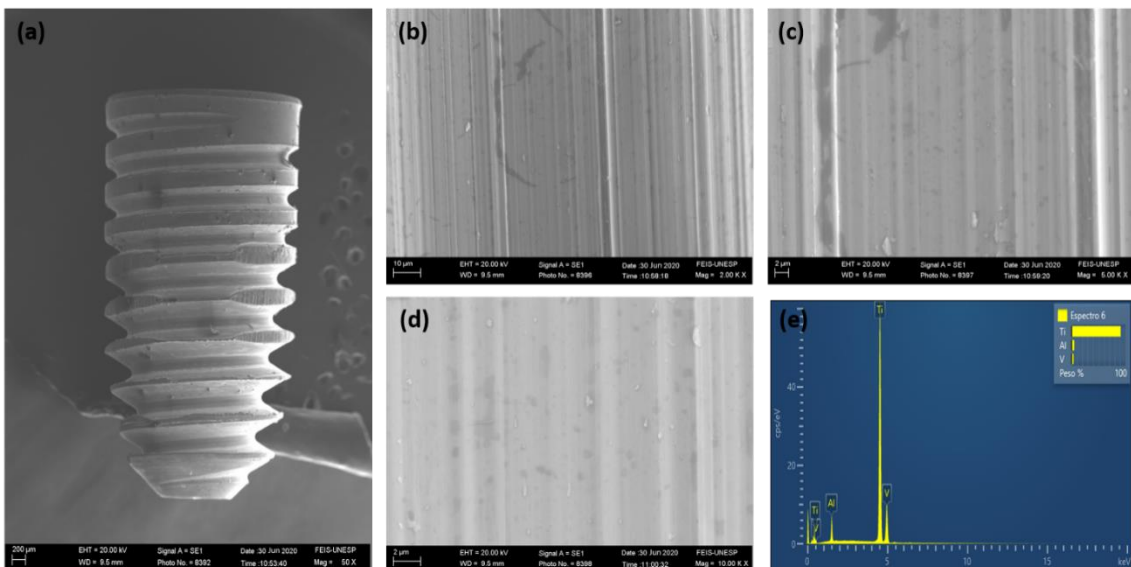 (a)
200 µm
EHT = 20.00 kV
WD = 9.5 mm
Signal A = SE1
Photo No. = 8392
Date :30 Jun 2020
Time :10:53:40
FEIS-UNESP
Mag = 50 X
(b)
10 µm
EHT = 20.00 kV
WD = 9.5 mm
Signal A = SE1
Photo No. = 8396
Date :30 Jun 2020
Time :10:59:18
FEIS-UNESP
Mag = 2.00 K X
(c)
2 µm
EHT = 20.00 kV
WD = 9.5 mm
Signal A = SE1
Photo No. = 8397
Date :30 Jun 2020
Time :10:59:20
FEIS-UNESP
Mag = 5.00 K X
(d)
2 µm
EHT = 20.00 kV
WD = 9.5 mm
Signal A = SE1
Photo No. = 8398
Date :30 Jun 2020
Time :11:00:32
FEIS-UNESP
Mag = 10.00 K X
(e)
Espectro 6
Ti
Al
V
Peso %
100
Ti
Ti
Al
V
cps/eV
40
20
0
0
5
10
15
keV